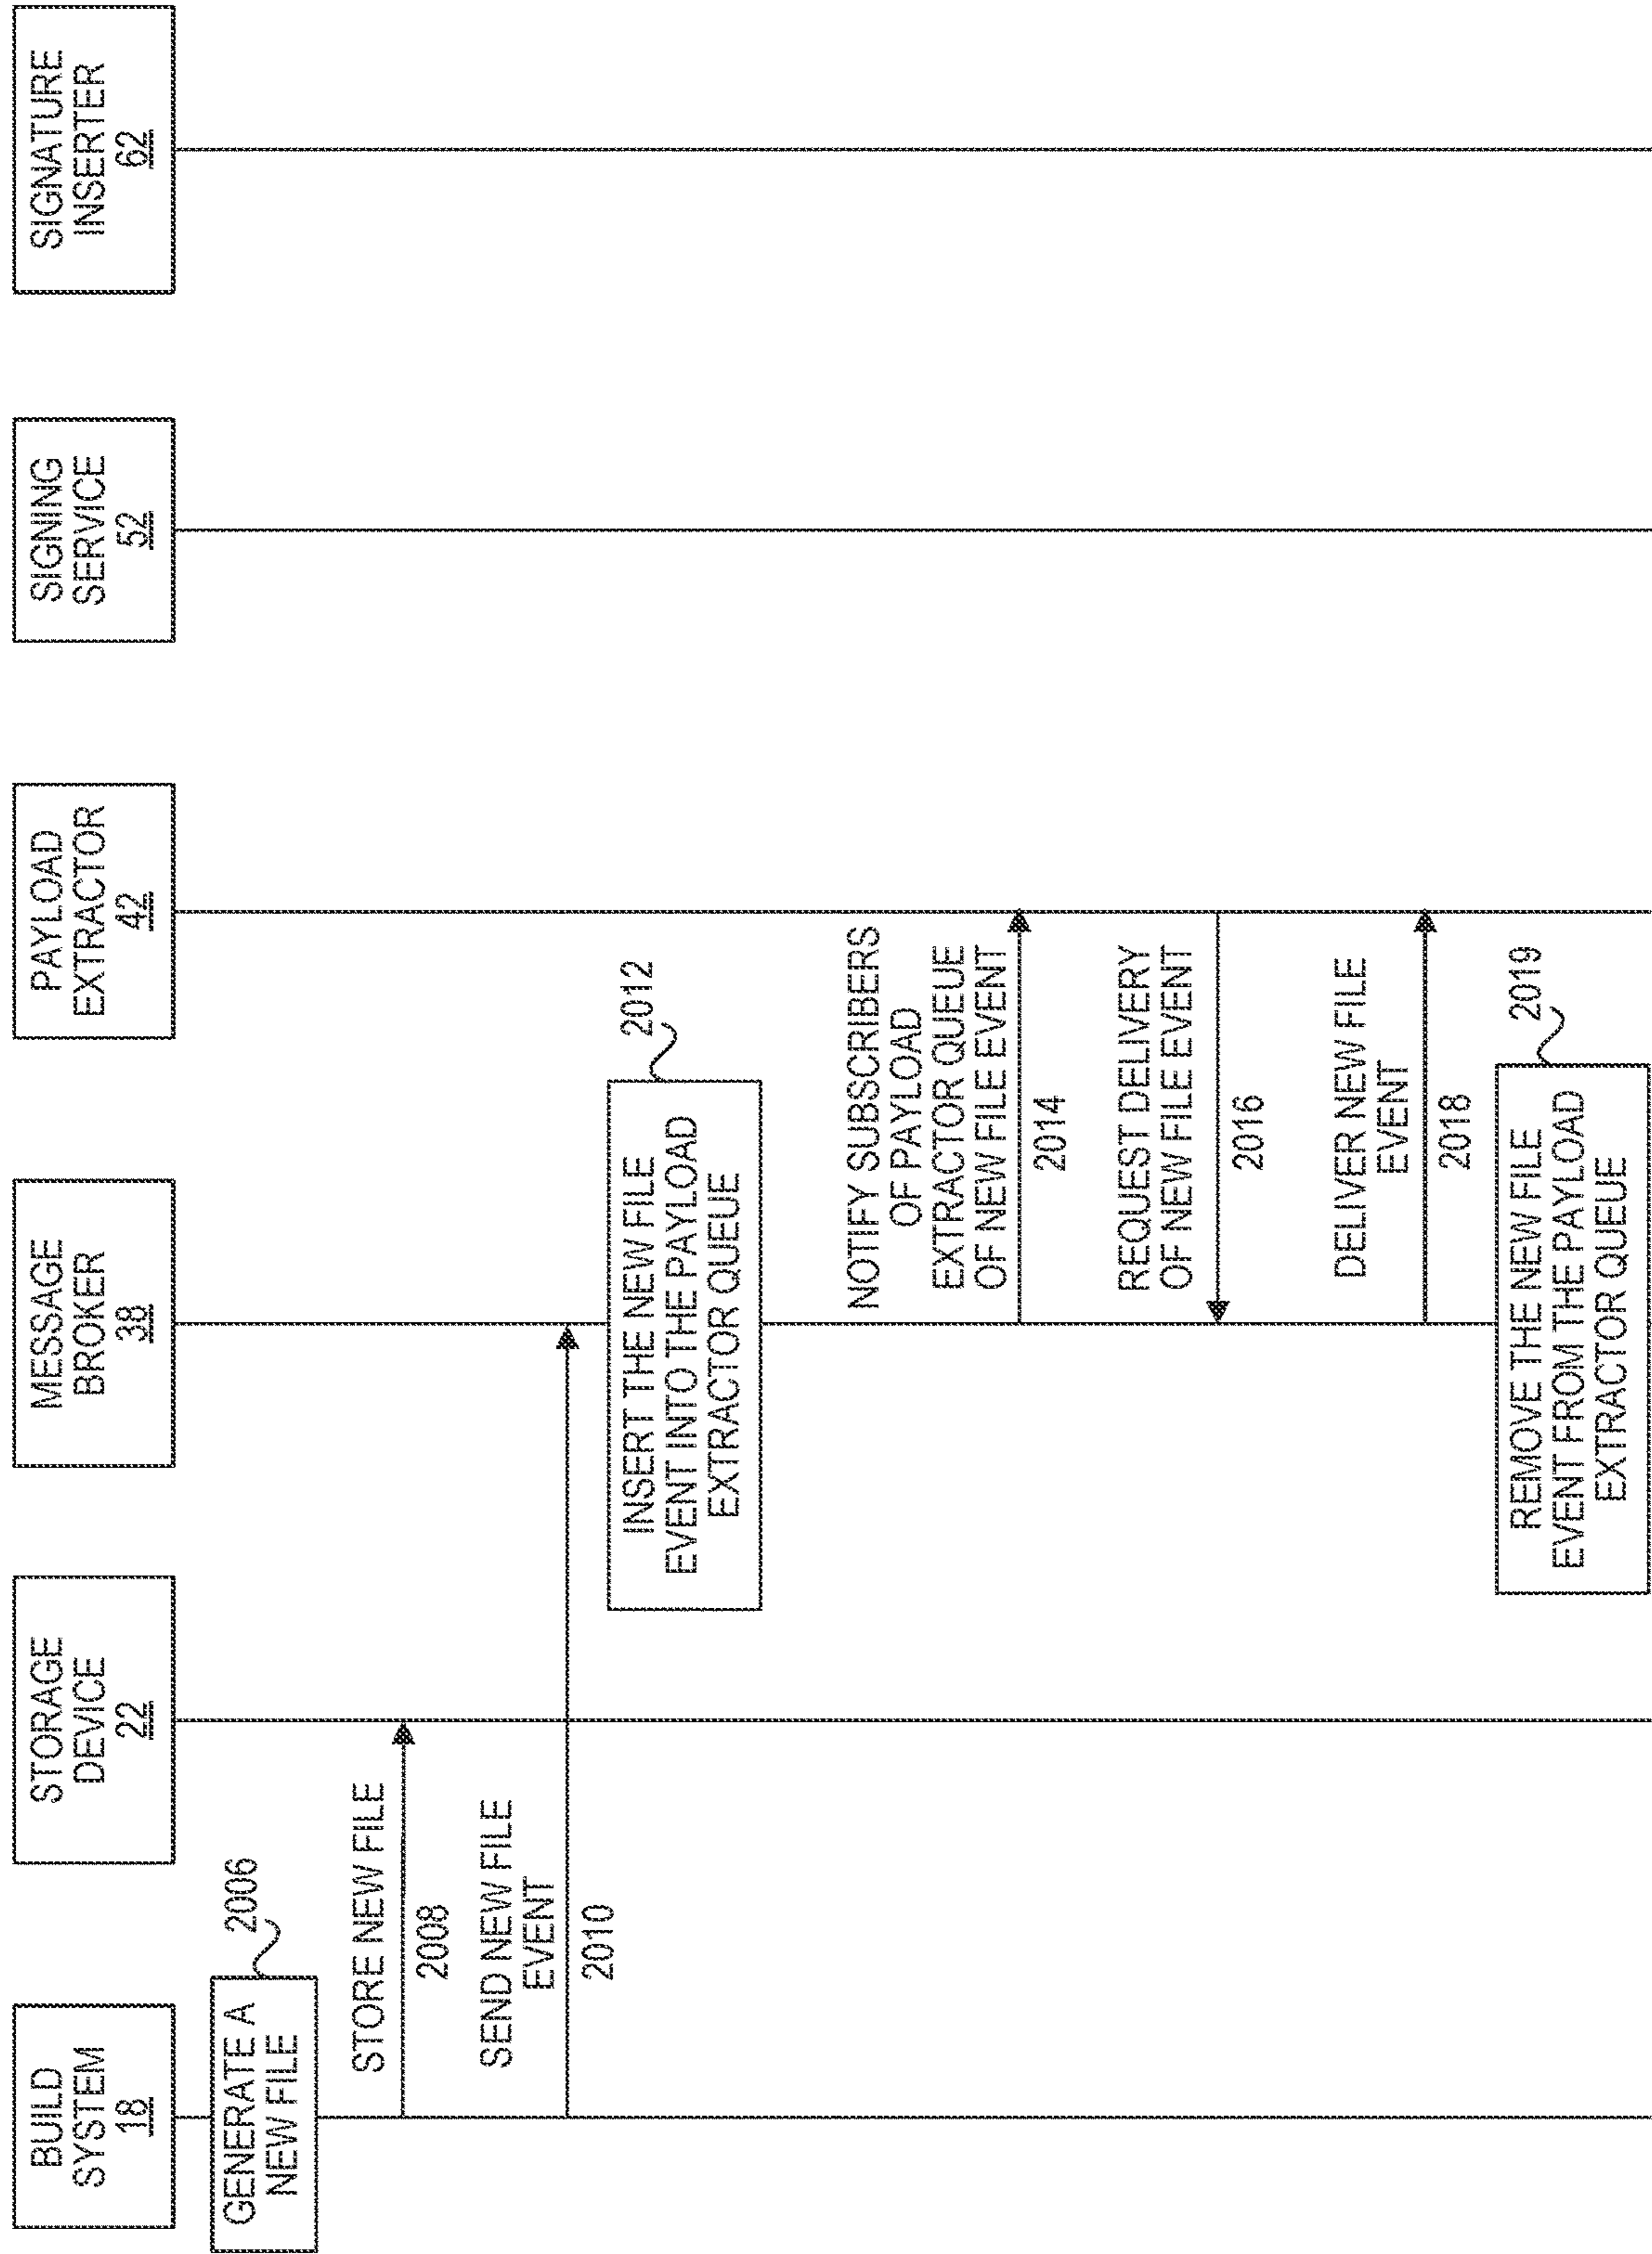 BUILD
SYSTEM
18
STORAGE
DEVICE
22
MESSAGE
BROKER
38
PAYLOAD
EXTRACTOR
42
SIGNING
SERVICE
52
SIGNATURE
INSERTER
62
GENERATE A
NEW FILE
2006
STORE NEW FILE
2008
SEND NEW FILE
EVENT
2010
INSERT THE NEW FILE
EVENT INTO THE PAYLOAD
EXTRACTOR QUEUE
2012
NOTIFY SUBSCRIBERS
OF PAYLOAD
EXTRACTOR QUEUE
OF NEW FILE EVENT
2014
REQUEST DELIVERY
OF NEW FILE EVENT
2016
DELIVER NEW FILE
EVENT
2018
REMOVE THE NEW FILE
EVENT FROM THE PAYLOAD
EXTRACTOR QUEUE
2019